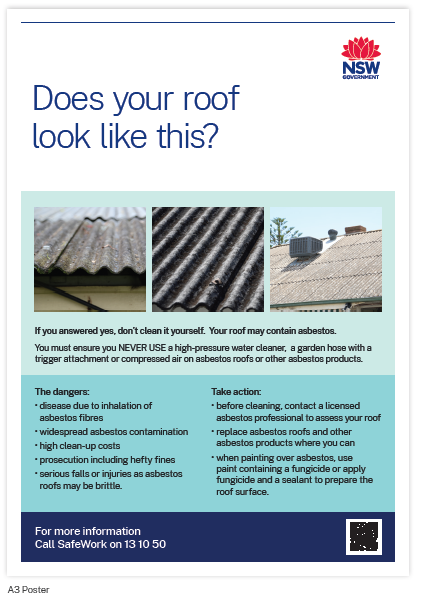 NSW
GOVERNMENT
Does your roof
look like this?
If you answered yes, don't clean it yourself. Your roof may contain asbestos.
You must ensure you NEVER USE a high-pressure water cleaner, a garden hose with a
trigger attachment or compressed air on asbestos roofs or other asbestos products.
The dangers:
• disease due to inhalation of
asbestos fibres
• widespread asbestos contamination
• high clean-up costs
• prosecution including hefty fines
• serious falls or injuries as asbestos
roofs may be brittle.
Take action:
• before cleaning, contact a licensed
asbestos professional to assess your roof
• replace asbestos roofs and other
asbestos products where you can
• when painting over asbestos, use
paint containing a fungicide or apply
fungicide and a sealant to prepare the
roof surface.
For more information
Call SafeWork on 13 10 50
A3 Poster